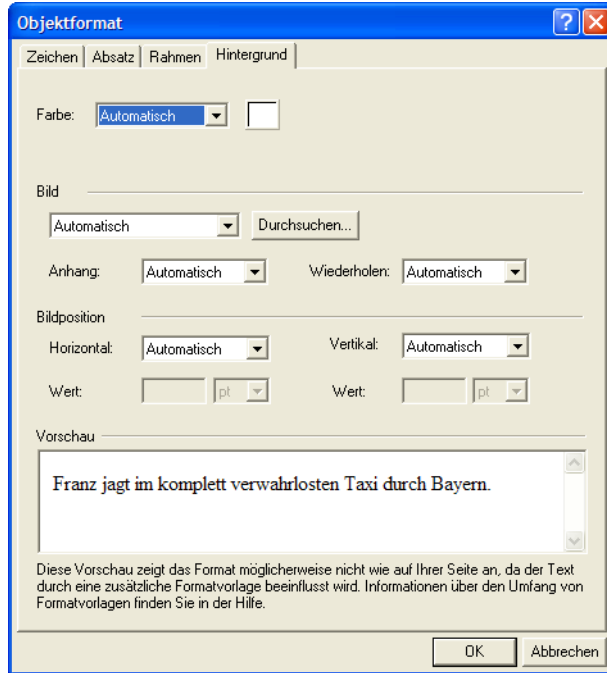 Objektformat
Zeichen Absatz Rahmen Hintergrund
Farbe: Automatisch
Bild
Automatisch Durchsuchen...
Anhang: Automatisch Wiederholen: Automatisch
Bildposition
Horizontal: Automatisch Vertikal: Automatisch
Wert: pt Wert: pt
Vorschau
Franz jagt im komplett verwahrlosten Taxi durch Bayern.
Diese Vorschau zeigt das Format möglicherweise nicht wie auf Ihrer Seite an, da der Text
durch eine zusätzliche Formatvorlage beeinflusst wird. Informationen über den Umfang von
Formatvorlagen finden Sie in der Hilfe.
OK Abbrechen